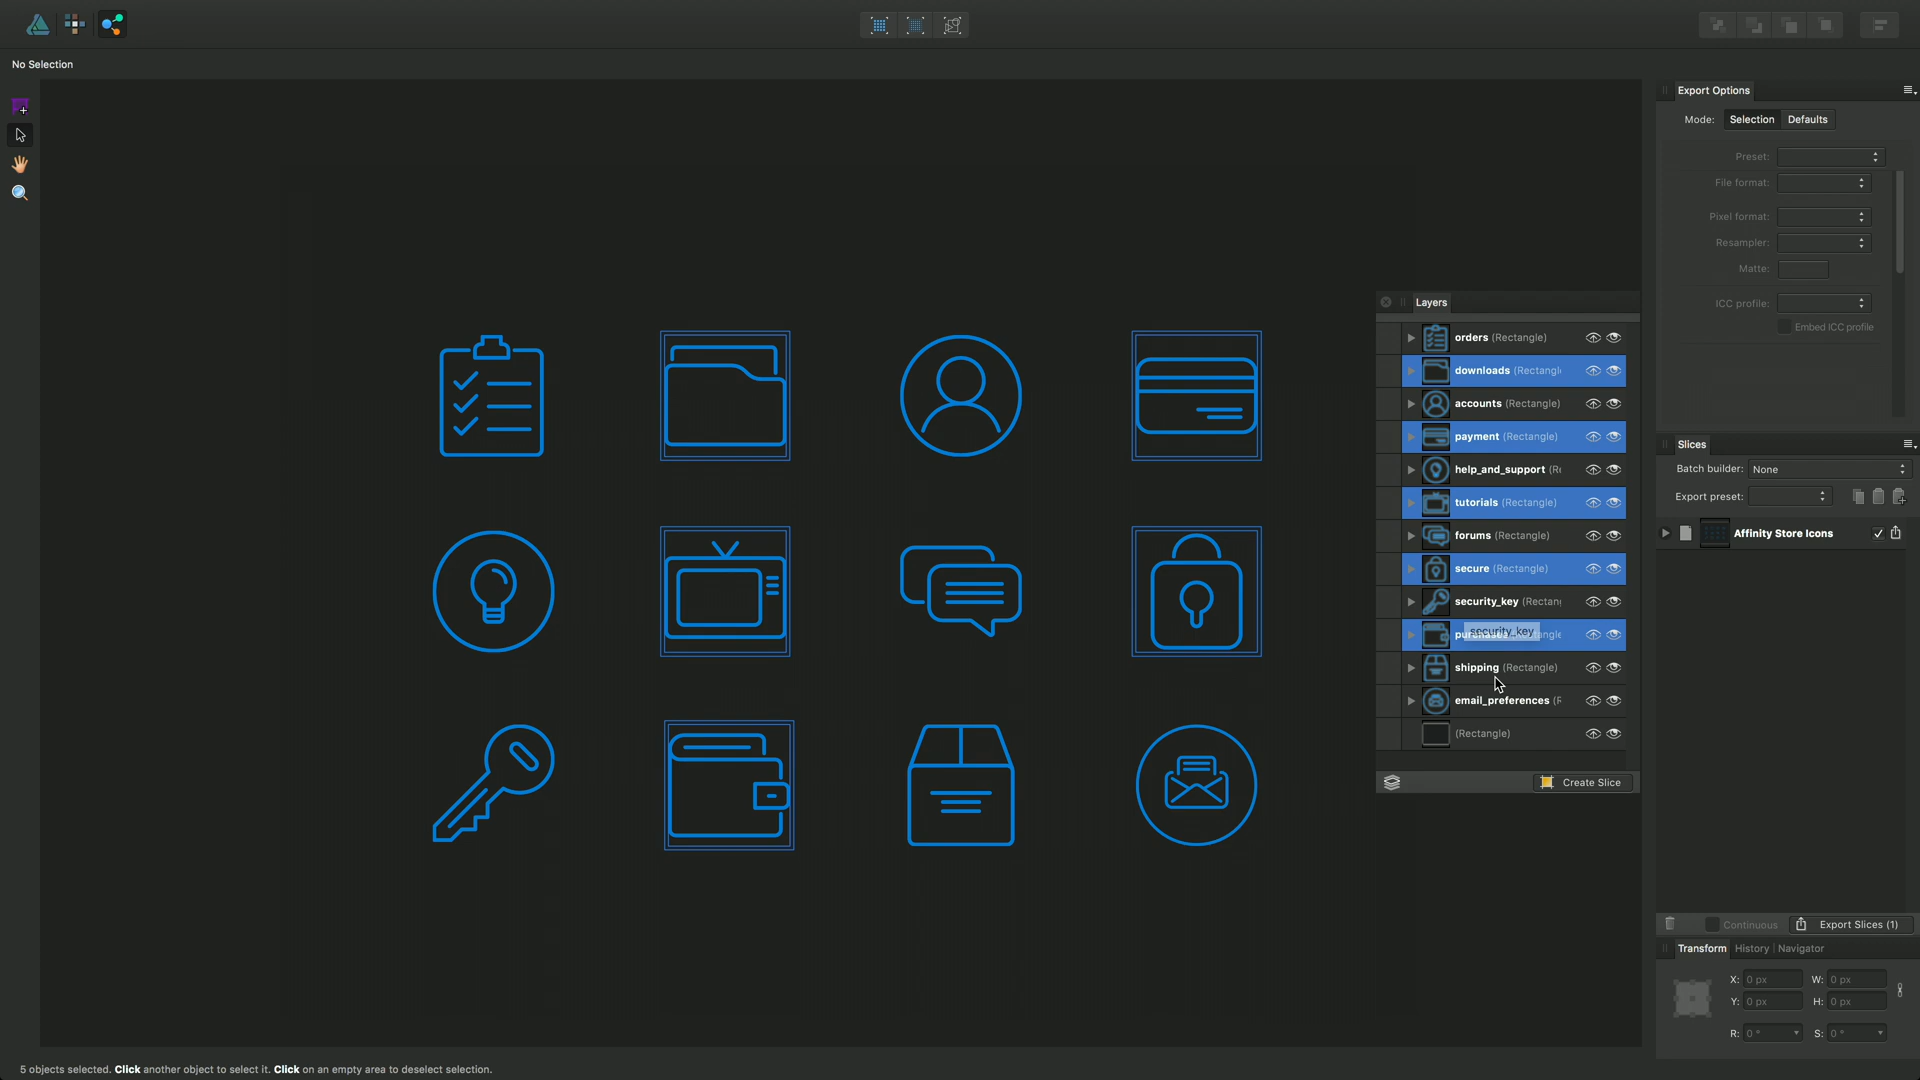 No Selection
Export Options
Mode: Selection Defaults
Preset:
File format:
Pixel format:
Resampler:
Matte:
ICC profile:
Embed ICC profile
Layers
orders (Rectangle)
downloads (Rectangle
accounts (Rectangle)
payment (Rectangle)
help_and_support (Re
tutorials (Rectangle)
forums (Rectangle)
secure (Rectangle)
security_key (Rectang
security_key
shipping (Rectangle)
email_preferences (R
(Rectangle)
Create Slice
Slices
Batch builder: None
Export preset:
Affinity Store Icons
Continuous Export Slices (1)
Transform History Navigator
X: 0 px W: 0 px
Y: 0 px H: 0 px
R: 0 ° S: 0 °
5 objects selected. Click another object to select it. Click on an empty area to deselect selection.